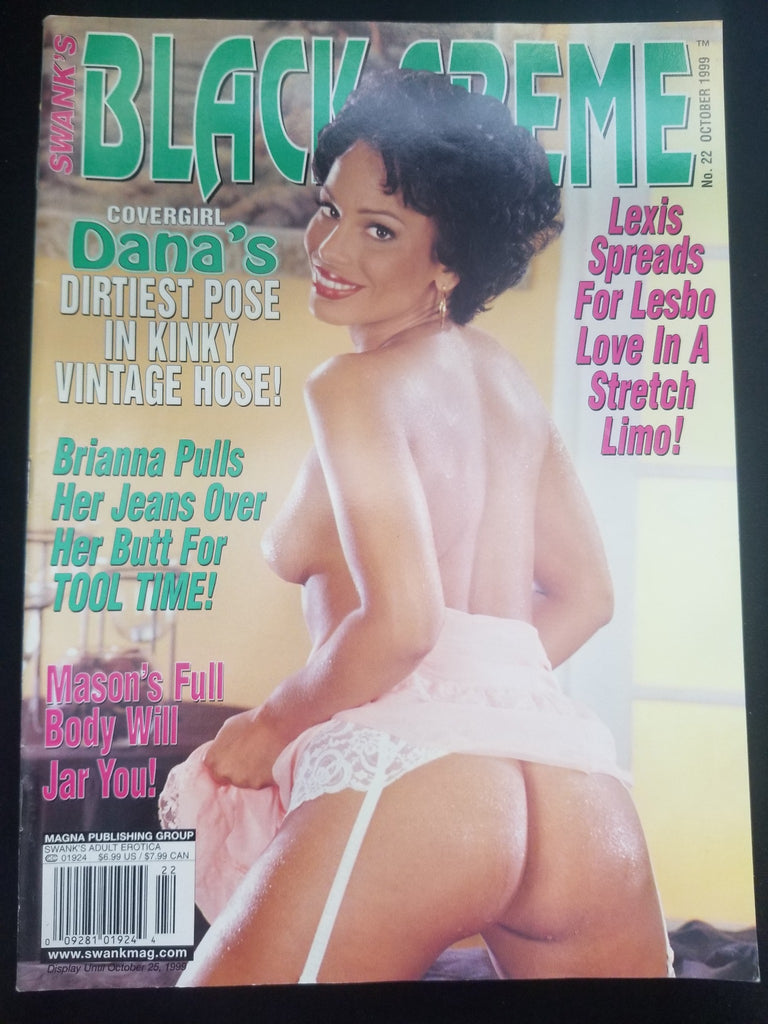 SWANK'S
BLACK CREME
TM
No. 22 OCTOBER 1999
COVERGIRL
Dana's
DIRTIEST POSE
IN KINKY
VINTAGE HOSE!
Lexis
Spreads
For Lesbo
Love In A
Stretch
Limo!
Brianna Pulls
Her Jeans Over
Her Butt For
TOOL TIME!
Mason's Full
Body Will
Jar You!
MAGNA PUBLISHING GROUP
SWANK'S ADULT EROTICA
01924 $6.99 US / $7.99 CAN
22
0 09281 01924 4
www.swankmag.com
Display Until October 25, 1999